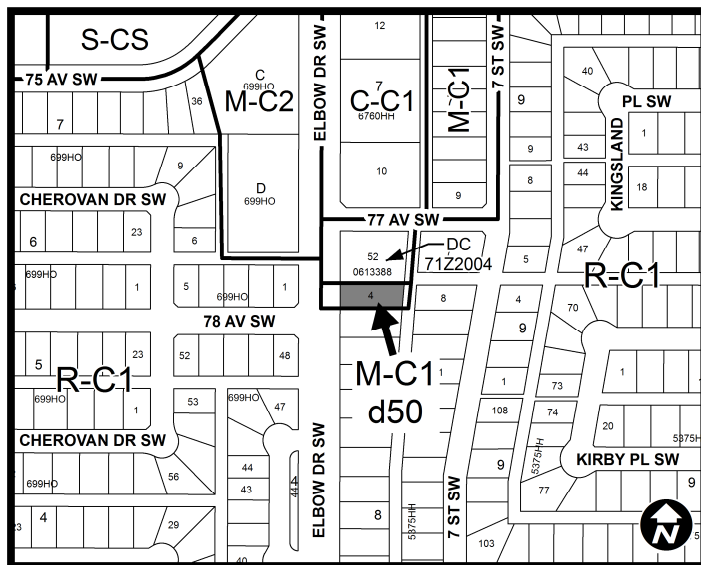 S-CS
12
40
C
699HO
7
6760HH
75 AV SW
M-C2
C-C1
M-C1
ELBOW DR SW
7 ST SW
9
36
PL SW
7
1
43
9
699HO
9
10
44
8
18
KINGSLAND
D
699HO
CHEROVAN DR SW
9
77 AV SW
23
6
6
52
0613388
DC
71Z2004
5
47
R-C1
699HO
1
5
699HO
1
4
8
4
70
78 AV SW
9
5
23
52
48
R-C1
M-C1
d50
1
1
73
1
699HO
1
53
699HO
47
108
74
20
5375HH
CHEROVAN DR SW
ELBOW DR SW
KIRBY PL SW
56
44
43
9
5375HH
77
9
699HO
4
23
29
8
5375HH
7 ST SW
103
5
40
N